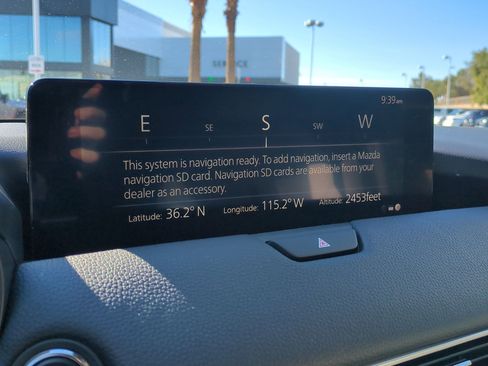 SERVICE
9:39am
E SE S SW W
This system is navigation ready. To add navigation, insert a Mazda
navigation SD card. Navigation SD cards are available from your
dealer as an accessory.
Latitude: 36.2° N Longitude: 115.2° W Altitude: 2453feet